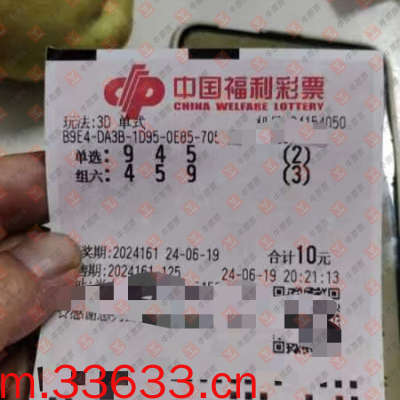 中国福利彩票
CHINA WELFARE LOTTERY
玩法:3D 单式
B9E4-DA3B-1D95-0E85-705
单选: 9 4 5 (2)
组六: 4 5 9 (3)
奖期:2024161 24-06-19 合计10元
售期:2024161-125 24-06-19 20:21:13
m.33633.cn